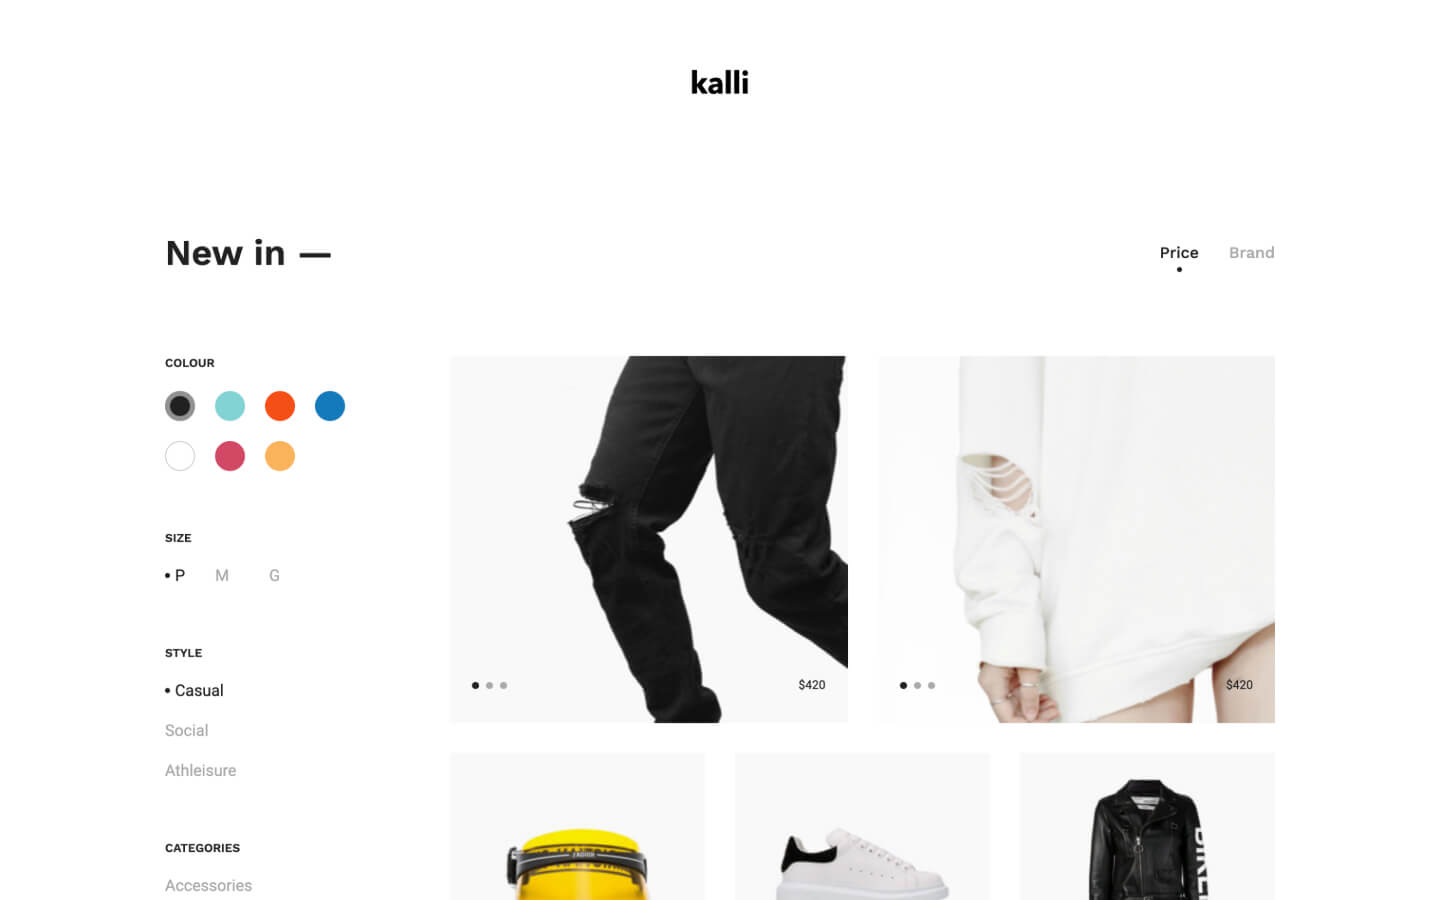 kalli
New in —
Price Brand
COLOUR
SIZE
• P M G
STYLE
• Casual
Social
Athleisure
CATEGORIES
Accessories
$420
$420